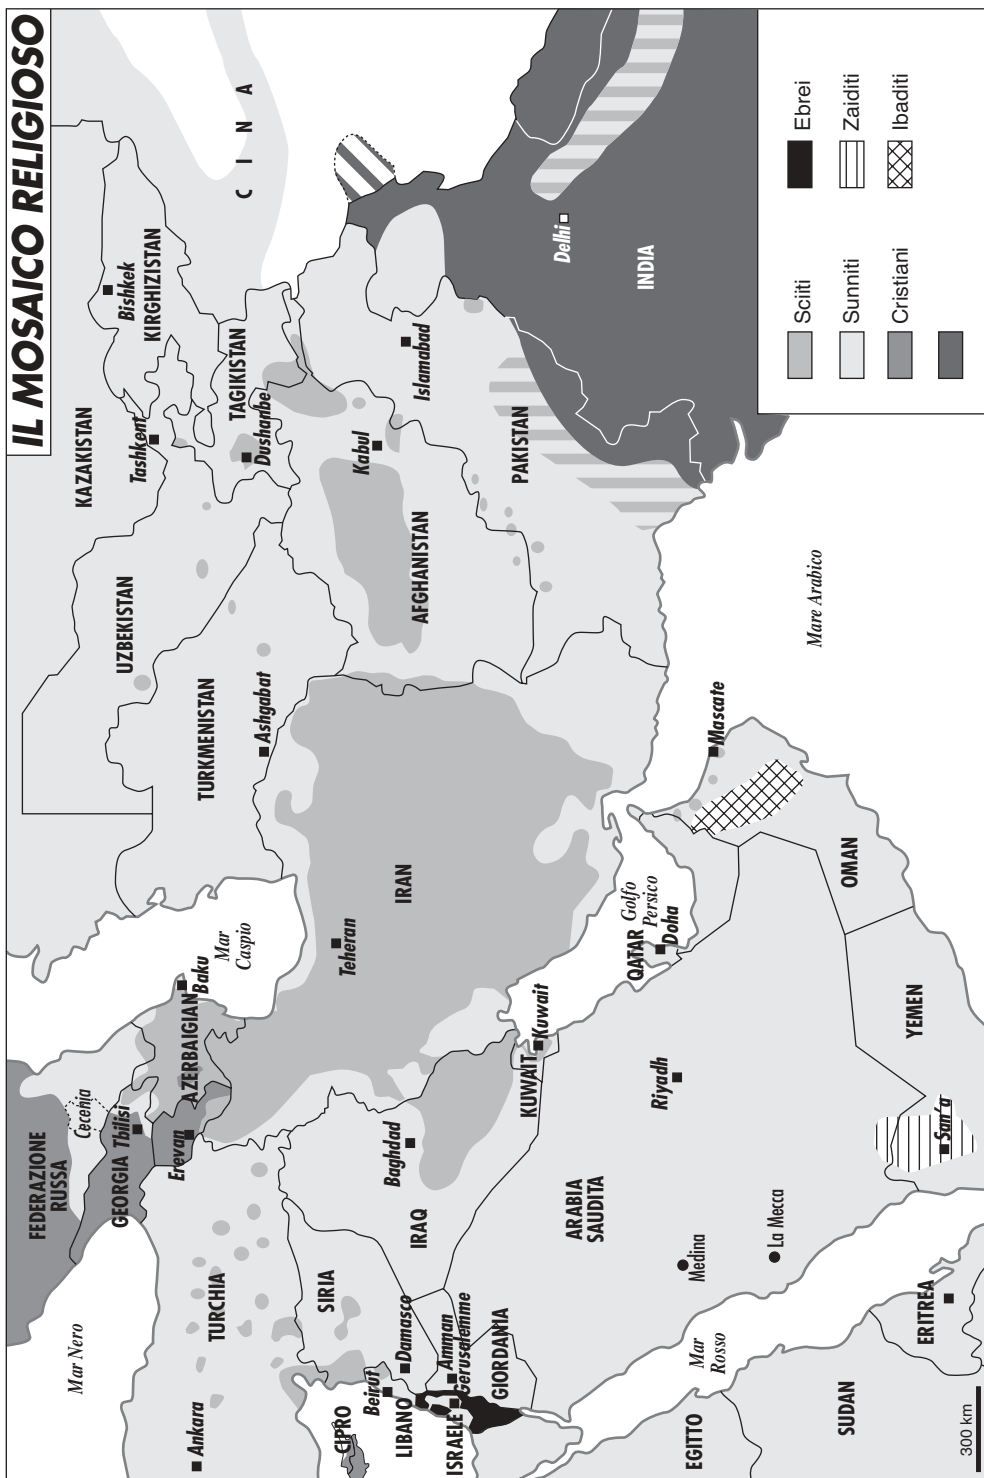 IL MOSAICO RELIGIOSO
Mar Nero
FEDERAZIONE
RUSSA
Cecenia
GEORGIA
Tbilisi
Erevan
AZERBAIGIAN
Baku
Mar
Caspio
KAZAKISTAN
UZBEKISTAN
Tashkent
Bishkek
KIRGHIZISTAN
TURKMENISTAN
Ashgabat
TAGIKISTAN
Dushanbe
CINA
Ankara
TURCHIA
SIRIA
CIPRO
Beirut
LIBANO
Damasco
ISRAELE
Amman
Gerusalemme
GIORDANIA
IRAQ
Baghdad
Teheran
IRAN
AFGHANISTAN
Kabul
Islamabad
PAKISTAN
Delhi
INDIA
KUWAIT
Kuwait
ARABIA
SAUDITA
Riyadh
Medina
La Mecca
QATAR
Doha
Golfo
Persico
Mascate
OMAN
Mare Arabico
YEMEN
San'a
Mar
Rosso
EGITTO
SUDAN
ERITREA
300 km
Sciiti
Sunniti
Cristiani
Ebrei
Zaiditi
Ibaditi